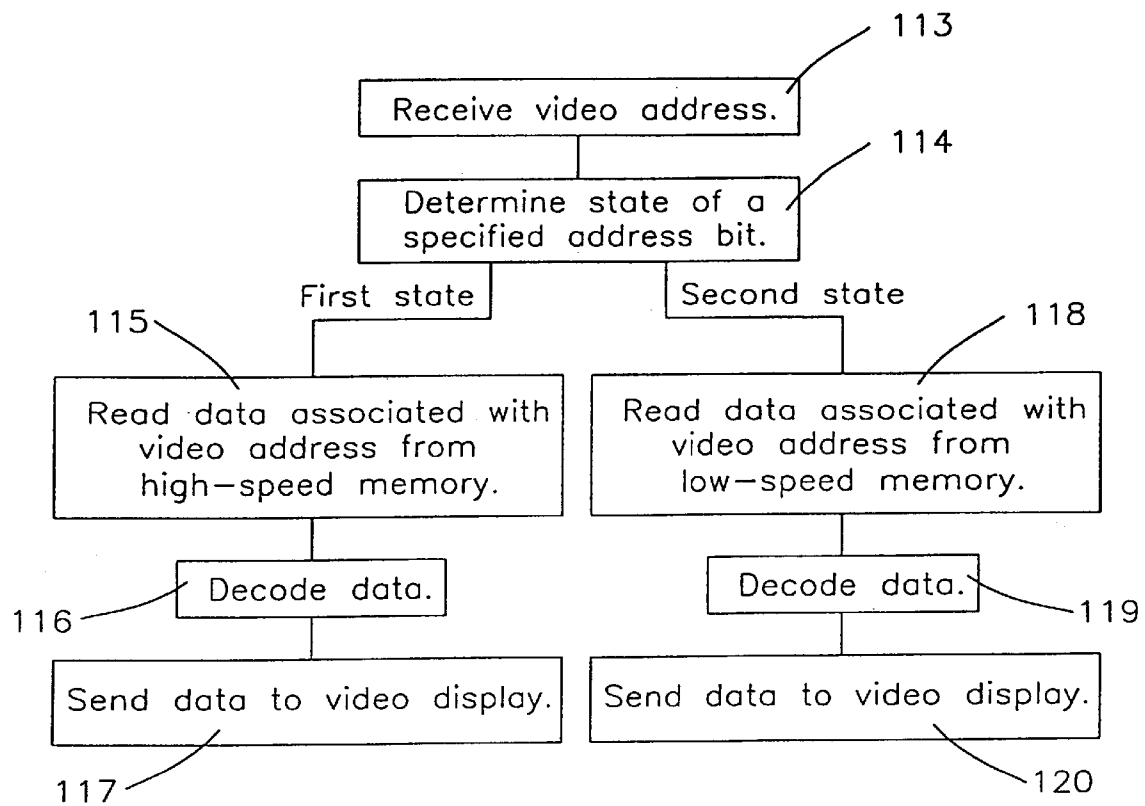 113
Receive video address.
114
Determine state of a
specified address bit.
First state
Second state
115
118
Read data associated with
video address from
high-speed memory.
Read data associated with
video address from
low-speed memory.
Decode data.
116
Decode data.
119
Send data to video display.
117
Send data to video display.
120